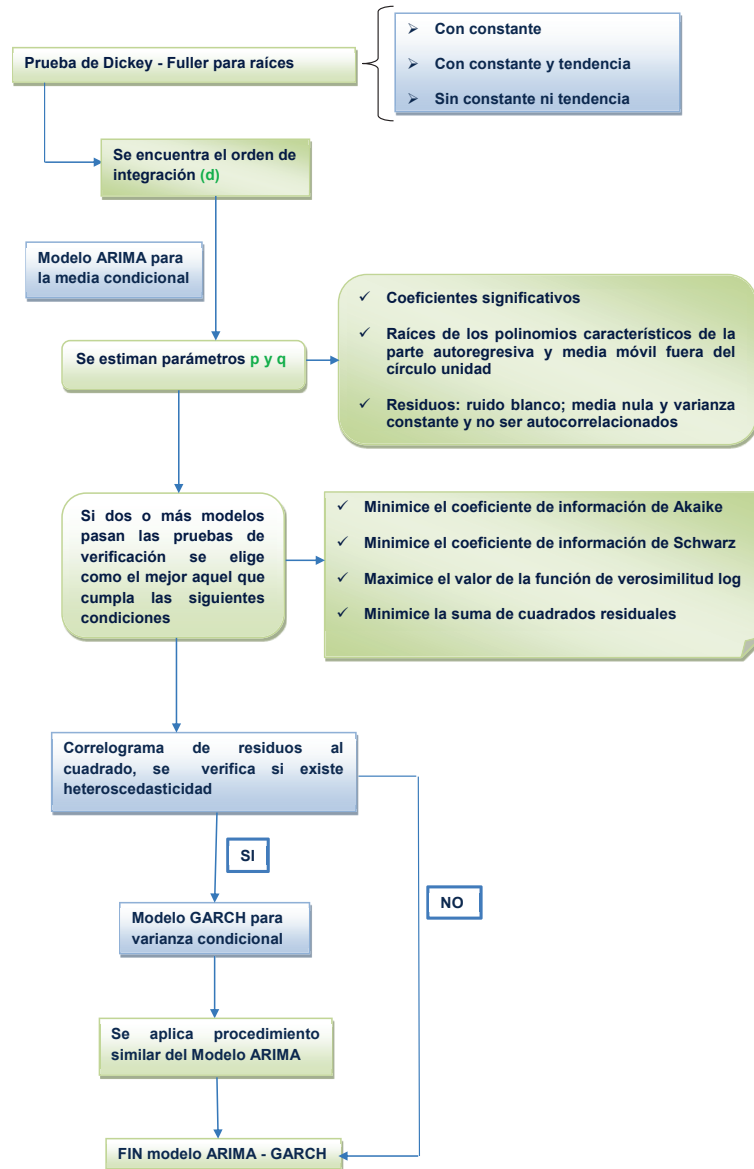 Prueba de Dickey - Fuller para raíces
➢ Con constante
➢ Con constante y tendencia
➢ Sin constante ni tendencia
Se encuentra el orden de
integración (d)
Modelo ARIMA para
la media condicional
Se estiman parámetros p y q
✓ Coeficientes significativos
✓ Raíces de los polinomios característicos de la
parte autoregresiva y media móvil fuera del
círculo unidad
✓ Residuos: ruido blanco; media nula y varianza
constante y no ser autocorrelacionados
Si dos o más modelos
pasan las pruebas de
verificación se elige
como el mejor aquel que
cumpla las siguientes
condiciones
✓ Minimice el coeficiente de información de Akaike
✓ Minimice el coeficiente de información de Schwarz
✓ Maximice el valor de la función de verosimilitud log
✓ Minimice la suma de cuadrados residuales
Correlograma de residuos al
cuadrado, se verifica si existe
heteroscedasticidad
SI
NO
Modelo GARCH para
varianza condicional
Se aplica procedimiento
similar del Modelo ARIMA
FIN modelo ARIMA - GARCH